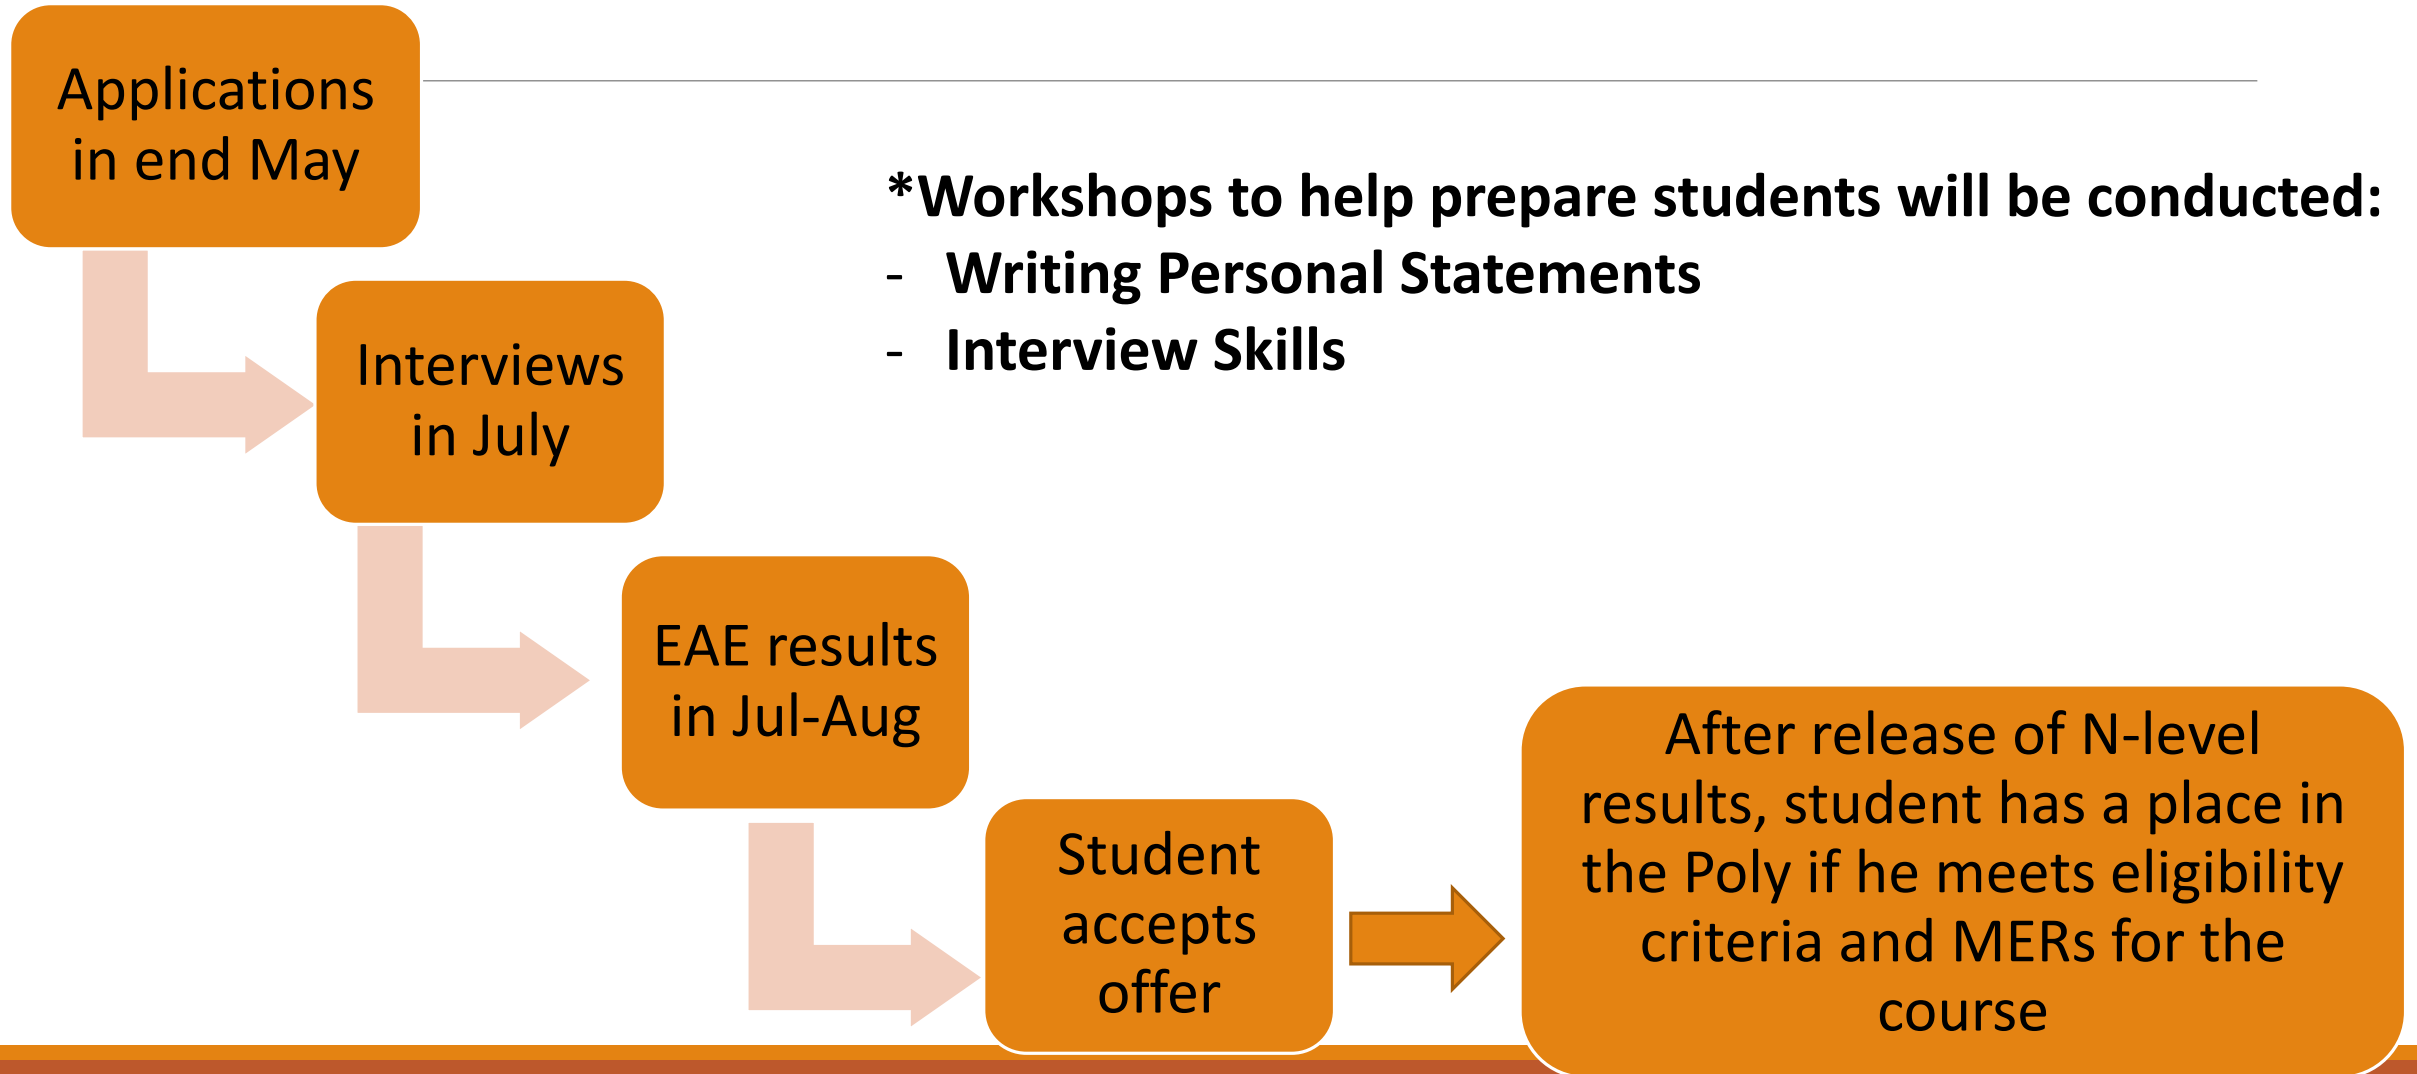 Applications
in end May
*Workshops to help prepare students will be conducted:
- Writing Personal Statements
- Interview Skills
Interviews
in July
EAE results
in Jul-Aug
Student
accepts
offer
After release of N-level
results, student has a place in
the Poly if he meets eligibility
criteria and MERs for the
course